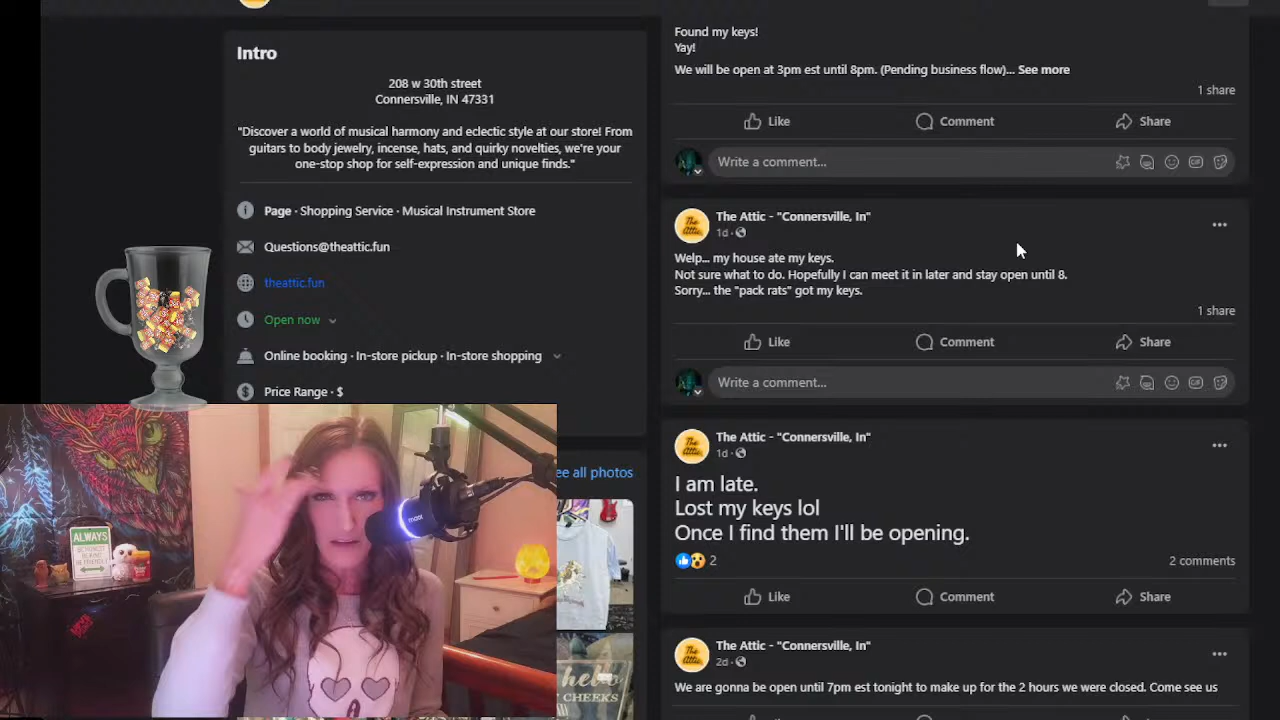 Intro
208 w 30th street
Connersville, IN 47331
"Discover a world of musical harmony and eclectic style at our store! From
guitars to body jewelry, incense, hats, and quirky novelties, we're your
one-stop shop for self-expression and unique finds."
Page · Shopping Service · Musical Instrument Store
Questions@theattic.fun
theattic.fun
Open now
Online booking · In-store pickup · In-store shopping
Price Range · $
ee all photos
hello
CHEEKS
ALWAYS
Found my keys!
Yay!
We will be open at 3pm est until 8pm. (Pending business flow)... See more
1 share
Like
Comment
Share
Write a comment...
GIF
The Attic - "Connersville, In"
1d ·
Welp... my house ate my keys.
Not sure what to do. Hopefully I can meet it in later and stay open until 8.
Sorry... the "pack rats" got my keys.
1 share
Like
Comment
Share
Write a comment...
GIF
The Attic - "Connersville, In"
1d ·
I am late.
Lost my keys lol
Once I find them I'll be opening.
2
2 comments
Like
Comment
Share
The Attic - "Connersville, In"
2d ·
We are gonna be open until 7pm est tonight to make up for the 2 hours we were closed. Come see us